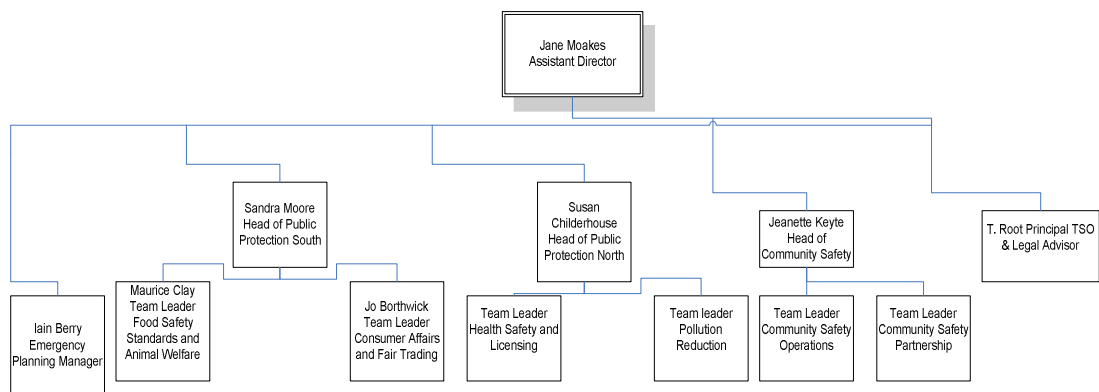 Jane Moakes
Assistant Director
Sandra Moore
Head of Public
Protection South
Susan
Childerhouse
Head of Public
Protection North
Jeanette Keyte
Head of
Community Safety
T. Root Principal TSO
& Legal Advisor
Iain Berry
Emergency
Planning Manager
Maurice Clay
Team Leader
Food Safety
Standards and
Animal Welfare
Jo Borthwick
Team Leader
Consumer Affairs
and Fair Trading
Team Leader
Health Safety and
Licensing
Team leader
Pollution
Reduction
Team Leader
Community Safety
Operations
Team Leader
Community Safety
Partnership